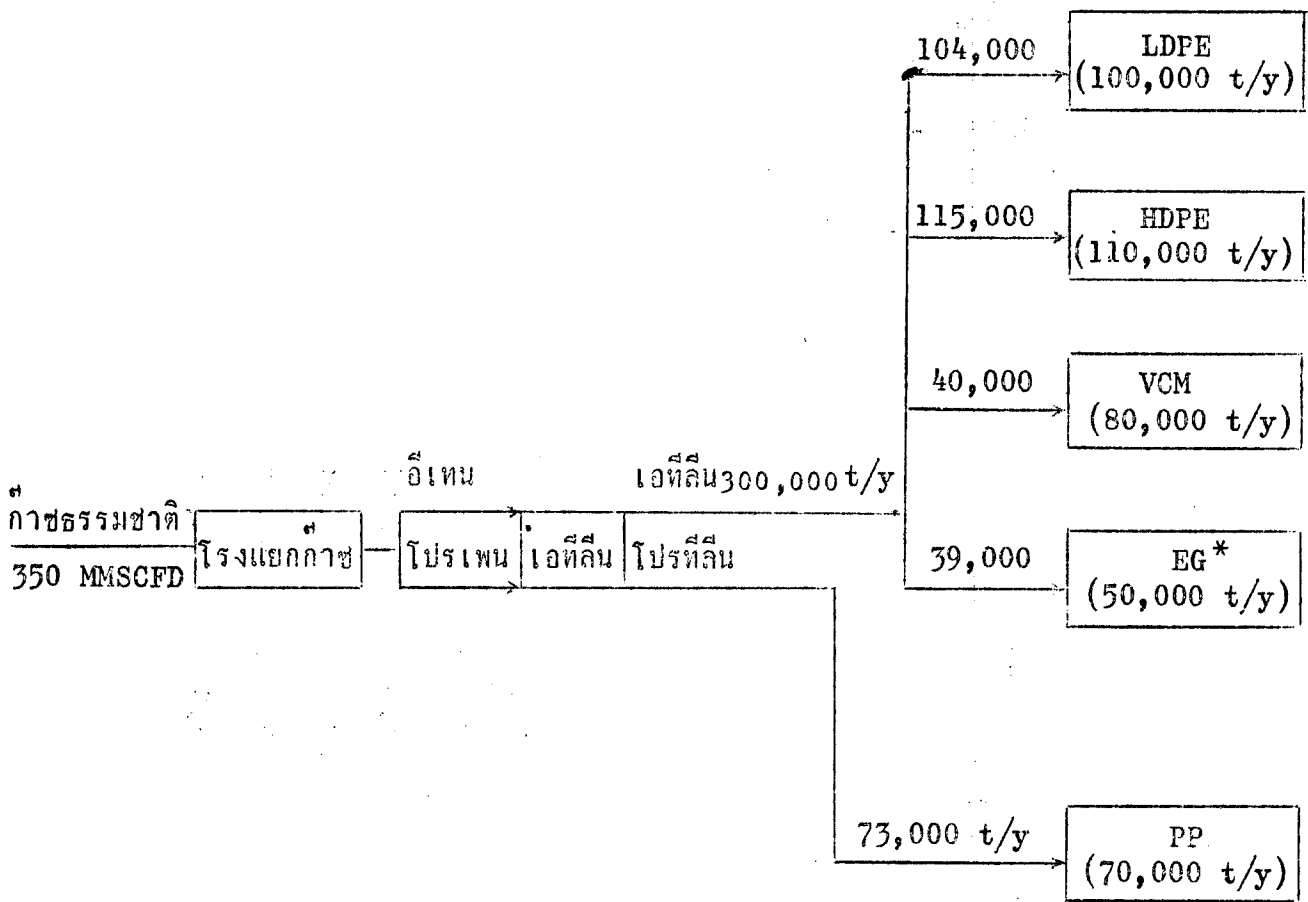 104,000
LDPE
(100,000 t/y)
115,000
HDPE
(110,000 t/y)
40,000
VCM
(80,000 t/y)
อีเทน
เอทีลีน 300,000 t/y
ก๊าซธรรมชาติ
350 MMSCFD
โรงแยกก๊าซ
โปรเพน
เอทีลีน
โปรทีลีน
39,000
EG*
(50,000 t/y)
73,000 t/y
PP
(70,000 t/y)